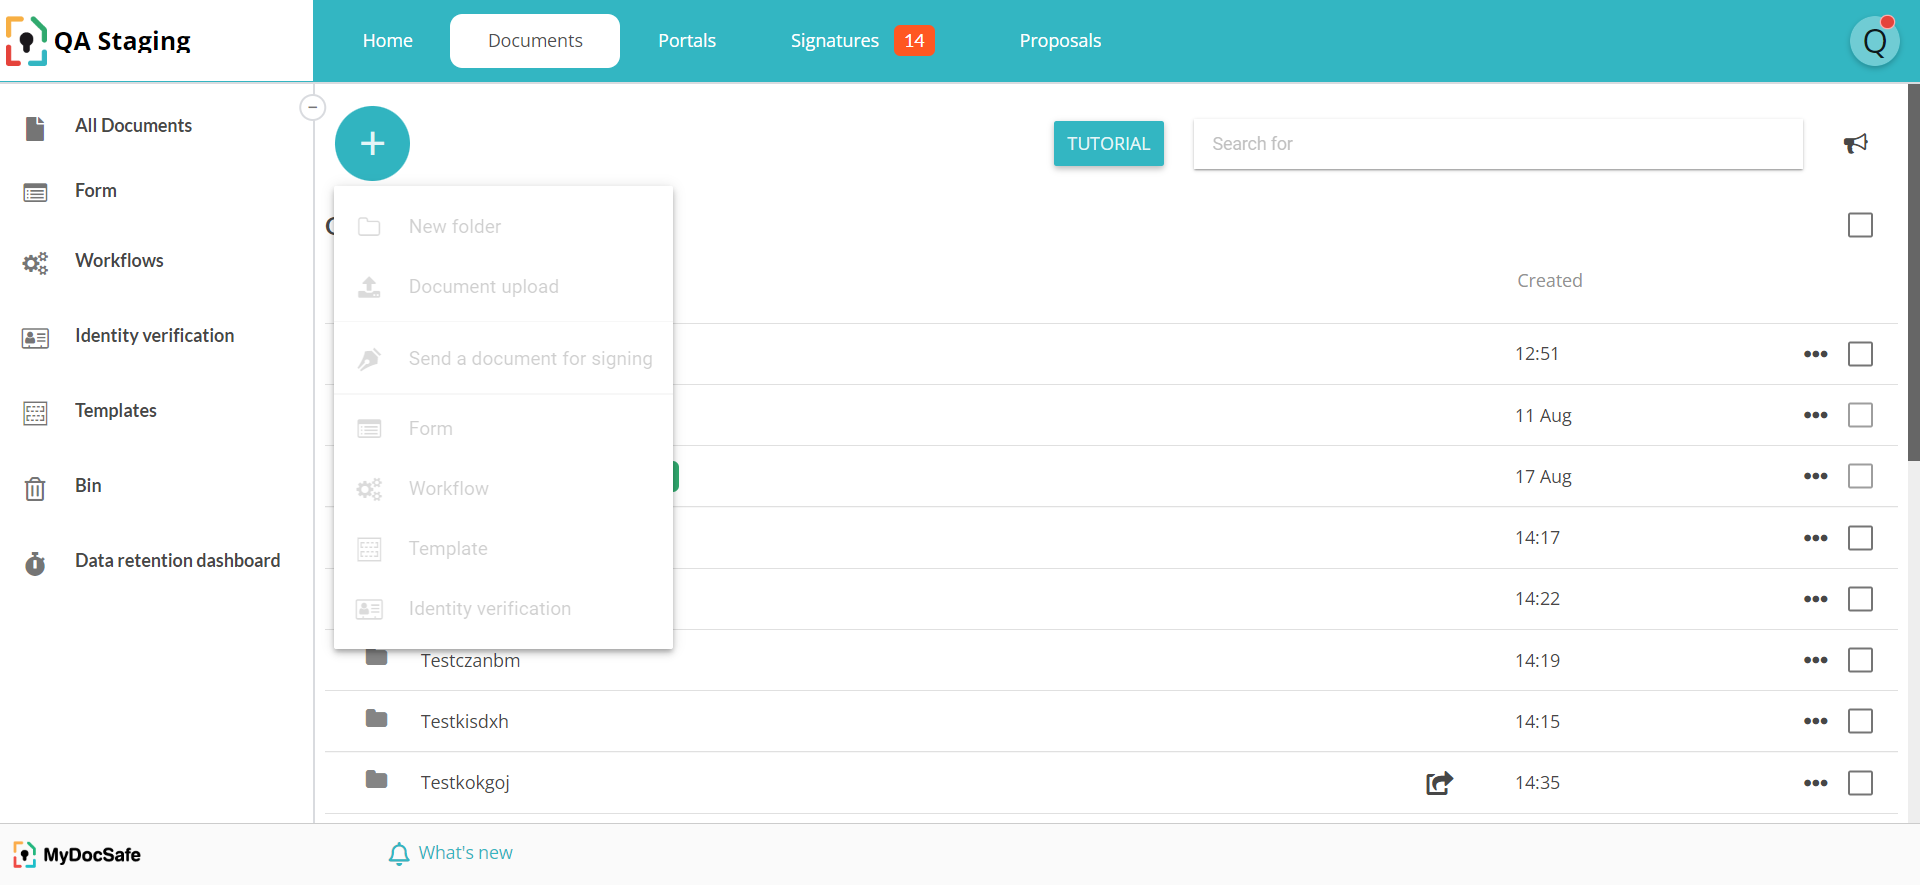 QA Staging
Home
Documents
Portals
Signatures 14
Proposals
Q
All Documents
Form
Workflows
Identity verification
Templates
Bin
Data retention dashboard
TUTORIAL
Search for
New folder
Document upload
Send a document for signing
Form
Workflow
Template
Identity verification
Created
12:51
11 Aug
17 Aug
14:17
14:22
Testczanbm 14:19
Testkisdxh 14:15
Testkokgoj 14:35
MyDocSafe
What's new